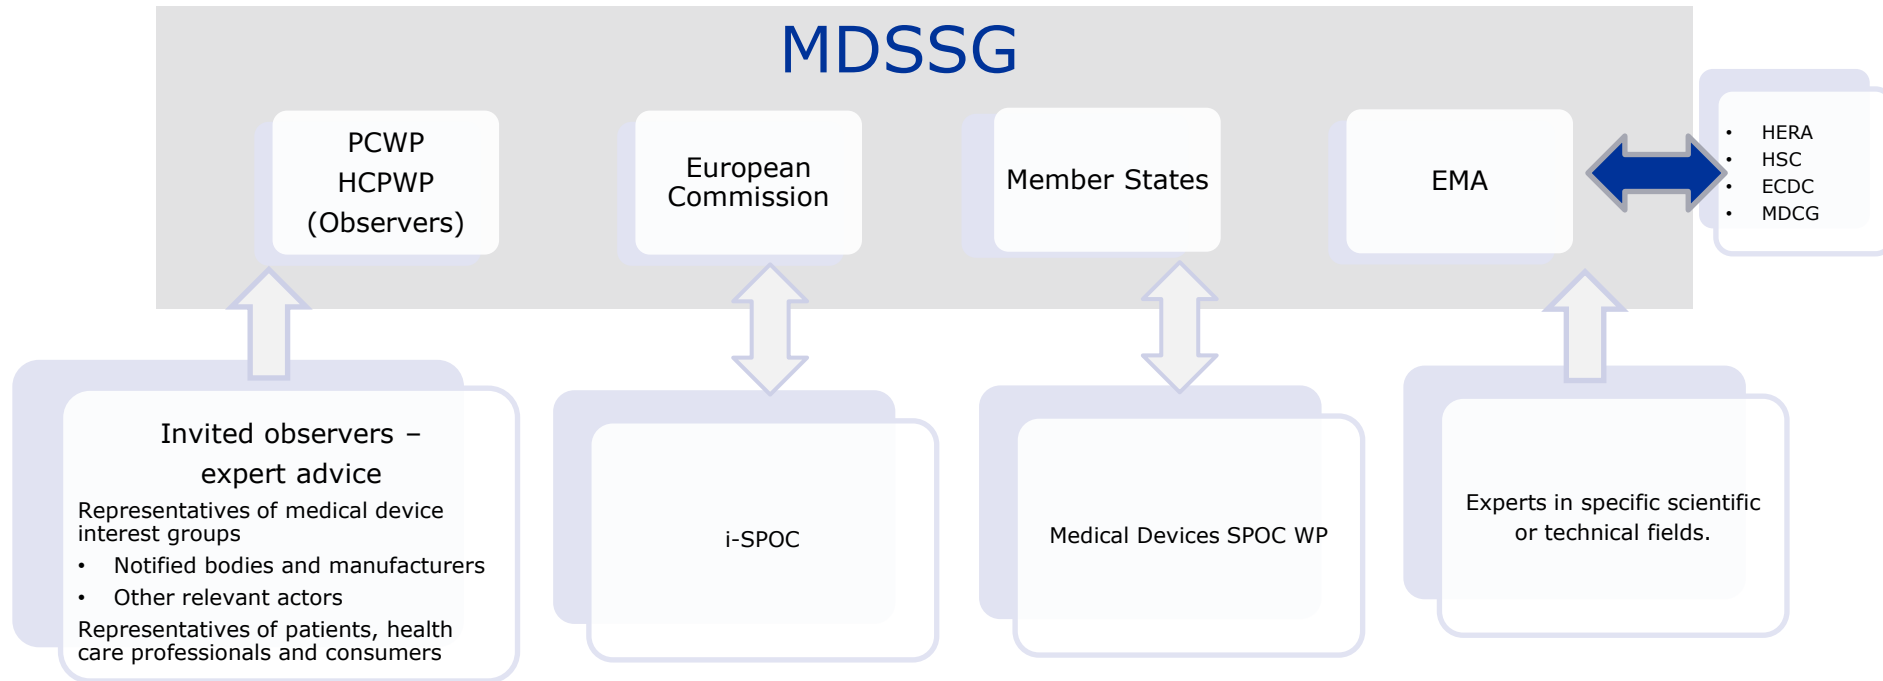 MDSSG
PCWP
HCPWP
(Observers)
European
Commission
Member States
EMA
• HERA
• HSC
• ECDC
• MDCG
Invited observers –
expert advice
Representatives of medical device
interest groups
• Notified bodies and manufacturers
• Other relevant actors
Representatives of patients, health
care professionals and consumers
i-SPOC
Medical Devices SPOC WP
Experts in specific scientific
or technical fields.